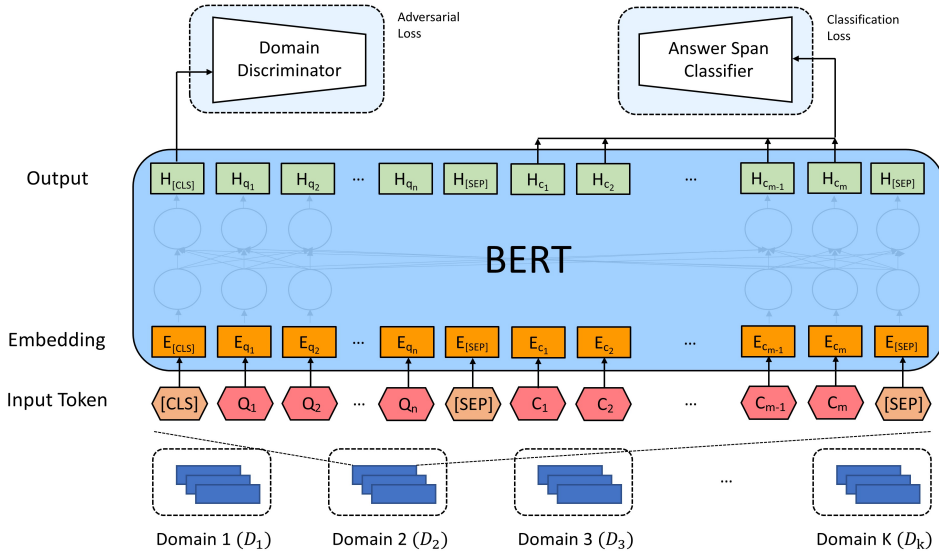 Adversarial
Loss
Domain
Discriminator
Classification
Loss
Answer Span
Classifier
Output
H[CLS] Hq1 Hq2 ... Hqn H[SEP] Hc1 Hc2 ... Hcm-1 Hcm H[SEP]
BERT
Embedding
E[CLS] Eq1 Eq2 ... Eqn E[SEP] Ec1 Ec2 ... Ecm-1 Ecm E[SEP]
Input Token
[CLS] Q1 Q2 ... Qn [SEP] C1 C2 ... Cm-1 Cm [SEP]
...
Domain 1 (D1) Domain 2 (D2) Domain 3 (D3) Domain K (Dk)